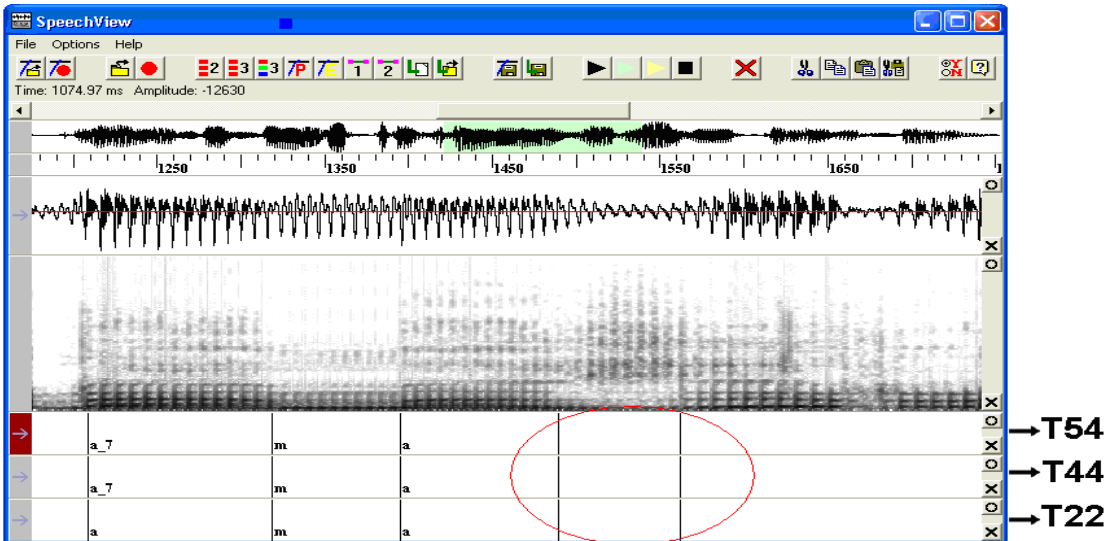 SpeechView
File Options Help
2 3 3 P E 1 2 ON ?
Time: 1074.97 ms Amplitude: -12630
1250 1350 1450 1550 1650
a_7 m a T54
a_7 m a T44
a m a T22